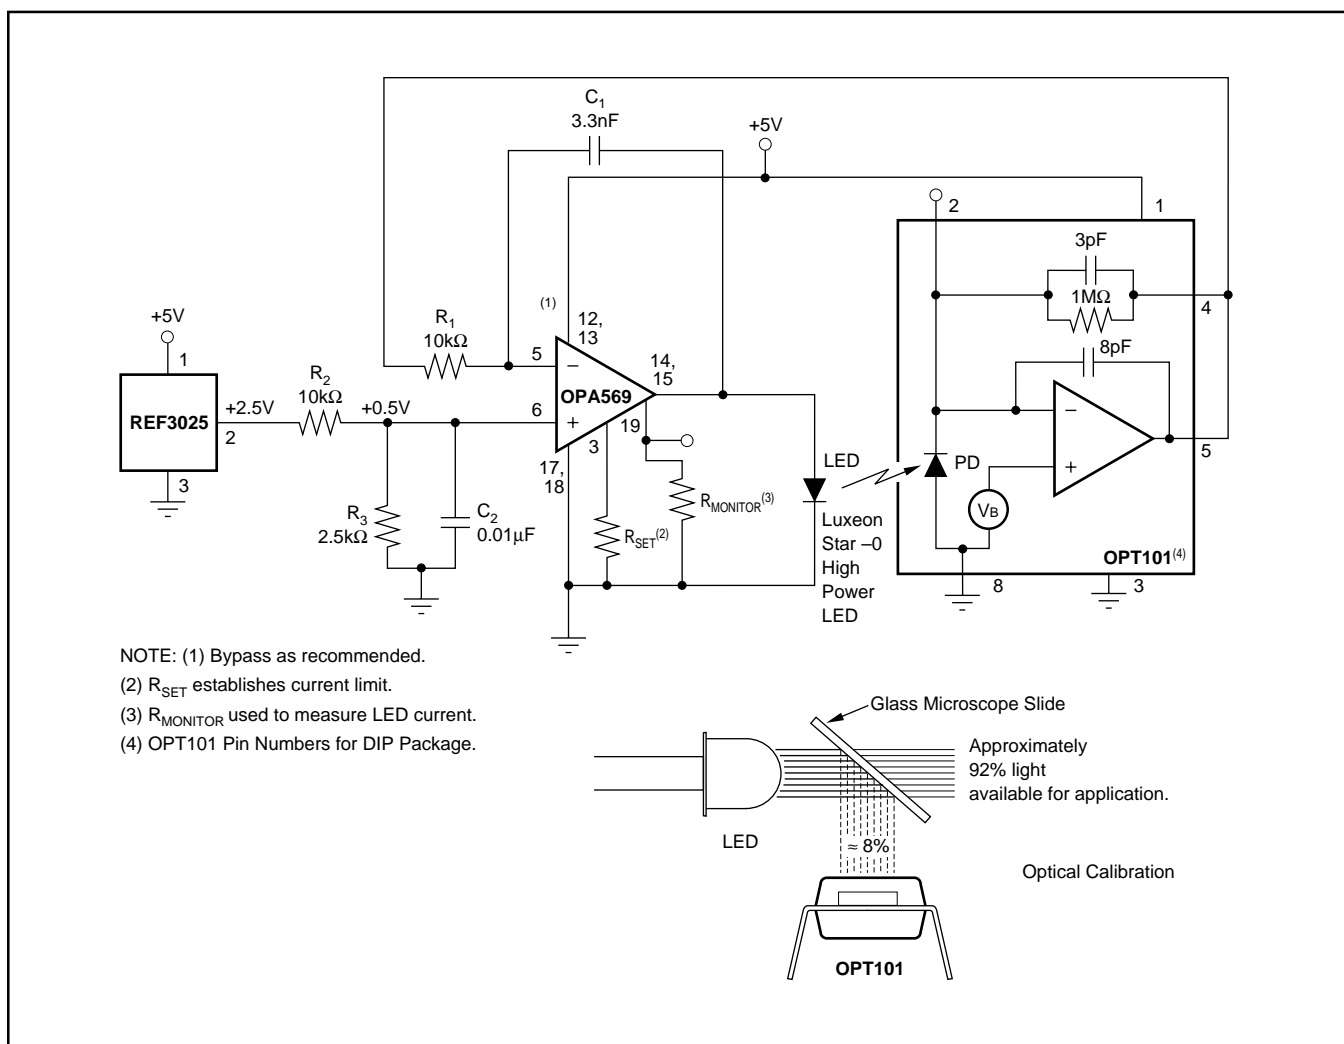 C1
3.3nF
+5V
2
1
3pF
1MΩ
4
8pF
(1)
12,
13
+5V
1
R1
10kΩ
5
−
14,
15
OPA569
REF3025
+2.5V
2
R2
10kΩ
+0.5V
6
+
3
19
17,
18
3
R3
2.5kΩ
C2
0.01μF
RSET(2)
RMONITOR(3)
LED
Luxeon
Star –0
High
Power
LED
PD
−
+
VB
5
OPT101(4)
8
3
NOTE: (1) Bypass as recommended.
(2) RSET establishes current limit.
(3) RMONITOR used to measure LED current.
(4) OPT101 Pin Numbers for DIP Package.
Glass Microscope Slide
Approximately
92% light
available for application.
LED
≈ 8%
Optical Calibration
OPT101